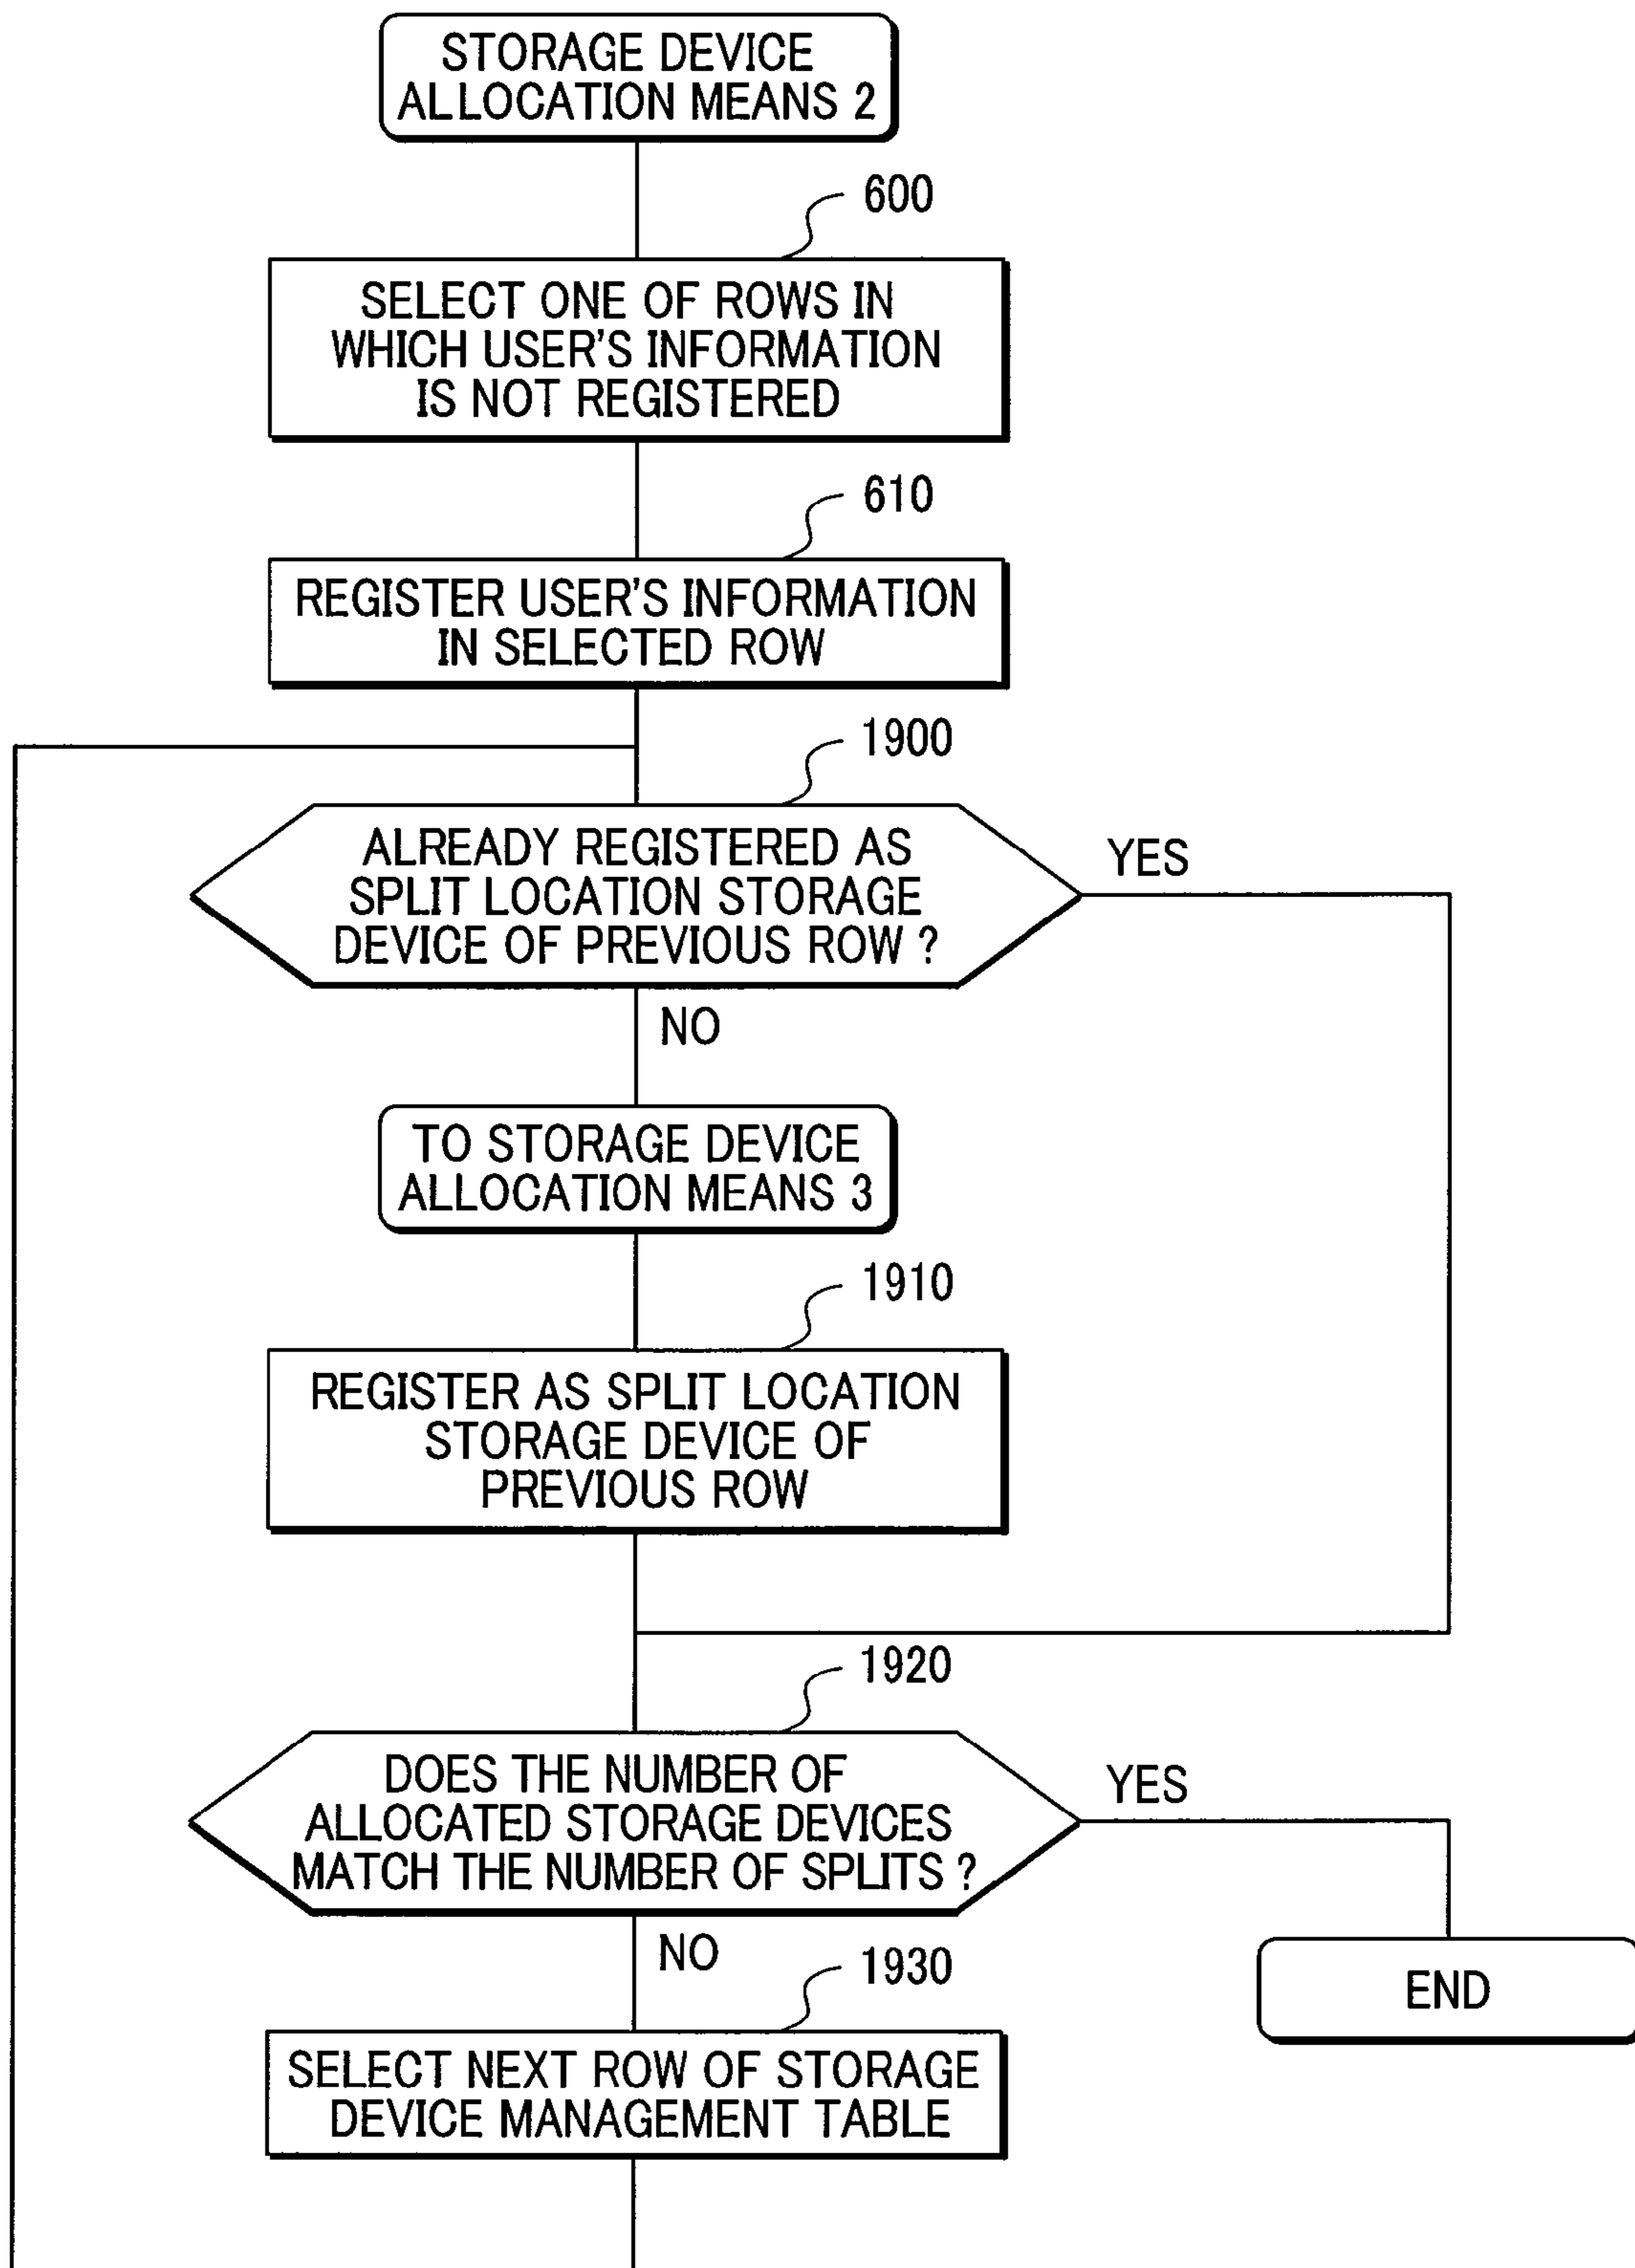 STORAGE DEVICE
ALLOCATION MEANS 2
600
SELECT ONE OF ROWS IN
WHICH USER'S INFORMATION
IS NOT REGISTERED
610
REGISTER USER'S INFORMATION
IN SELECTED ROW
1900
ALREADY REGISTERED AS
SPLIT LOCATION STORAGE
DEVICE OF PREVIOUS ROW ?
YES
NO
TO STORAGE DEVICE
ALLOCATION MEANS 3
1910
REGISTER AS SPLIT LOCATION
STORAGE DEVICE OF
PREVIOUS ROW
1920
DOES THE NUMBER OF
ALLOCATED STORAGE DEVICES
MATCH THE NUMBER OF SPLITS ?
YES
NO
END
1930
SELECT NEXT ROW OF STORAGE
DEVICE MANAGEMENT TABLE